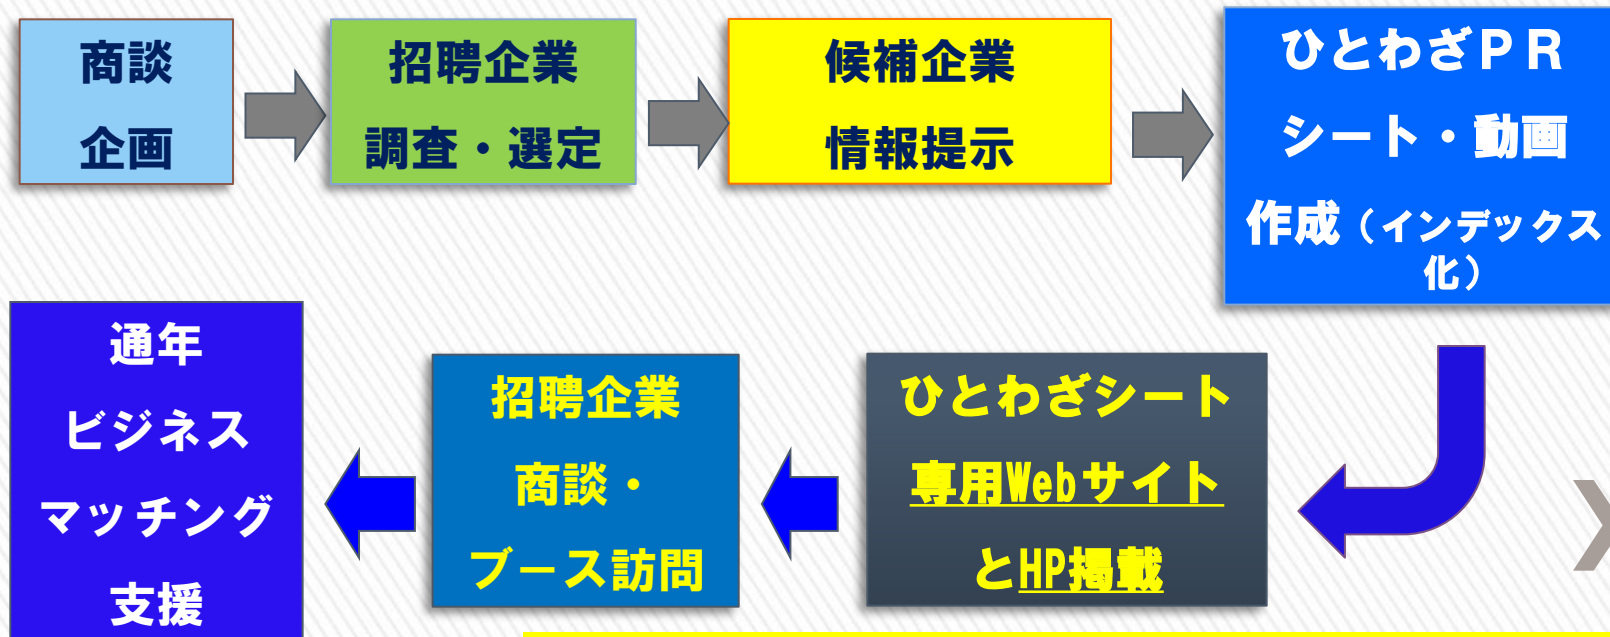 商談
企画
招聘企業
調査・選定
候補企業
情報提示
ひとわざＰＲ
シート・動画
作成（インデックス
化）
ひとわざシート
専用Webサイト
とHP掲載
招聘企業
商談・
ブース訪問
通年
ビジネス
マッチング
支援